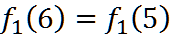 f₁(6) = f₁(5)